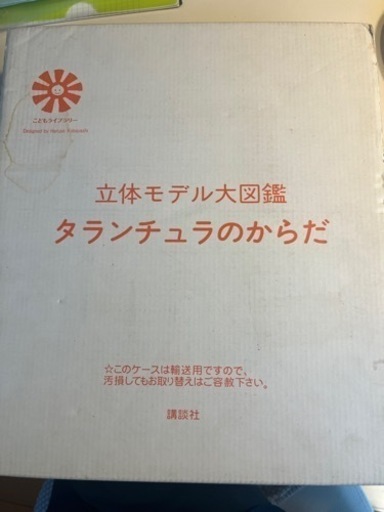 こどもライブラリー
Designed by
立体モデル大図鑑
タランチュラのからだ
☆このケースは輸送用ですので、
汚損してもお取り替えはご容赦下さい。
講談社